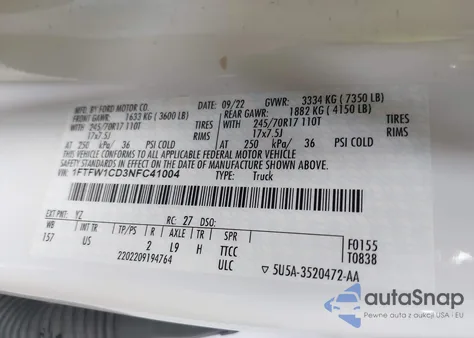 MFD. BY FORD MOTOR CO.
09/22 GVWR: 3334 KG ( 7350 LB)
FRONT GAWR: 1633 KG ( 3600 LB)
REAR GAWR: 1882 KG ( 4150 LB)
WITH 245/70R17 110T TIRES
WITH 245/70R17 110T TIRES
17x7.5J RIMS
17x7.5J RIMS
AT 250 kPa/ 36 PSI COLD
AT 250 kPa/ 36 PSI COLD
THIS VEHICLE CONFORMS TO ALL APPLICABLE FEDERAL MOTOR VEHICLE
SAFETY STANDARDS IN EFFECT ON THE DATE OF MANUFACTURE SHOWN ABOVE.
VIN: 1FTFW1CD3NFC41004
TYPE: Truck
EXT PNT: YZ RC: 27 DSO:
WB TP/PS R AXLE TR SPR
157 US 2 L9 H TTCC
F0155
T0838
2202209194764
ULC
5U5A-3520472-AA
autoSnap
Pewne auta z aukcji USA - EU